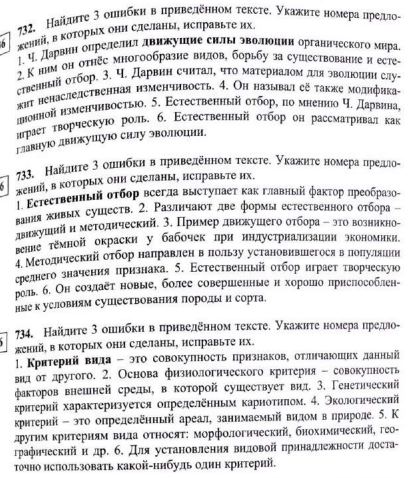 732. Найдите 3 ошибки в приведённом тексте. Укажите номера предло-
6
жений, в которых они сделаны, исправьте их.
1. Ч. Дарвин определил движущие силы эволюции органического мира.
2. К ним он отнёс многообразие видов, борьбу за существование и есте-
ственный отбор. 3. Ч. Дарвин считал, что материалом для эволюции слу-
жит ненаследственная изменчивость. 4. Он называл её также модифика-
ционной изменчивостью. 5. Естественный отбор, по мнению Ч. Дарвина,
играет творческую роль. 6. Естественный отбор он рассматривал как
главную движущую силу эволюции.
733. Найдите 3 ошибки в приведённом тексте. Укажите номера предло-
6
жений, в которых они сделаны, исправьте их.
1. Естественный отбор всегда выступает как главный фактор преобразо-
вания живых существ. 2. Различают две формы естественного отбора –
движущий и методический. 3. Пример движущего отбора – это возникно-
вение тёмной окраски у бабочек при индустриализации экономики.
4. Методический отбор направлен в пользу установившегося в популяции
среднего значения признака. 5. Естественный отбор играет творческую
роль. 6. Он создаёт новые, более совершенные и хорошо приспособлен-
ные к условиям существования породы и сорта.
734. Найдите 3 ошибки в приведённом тексте. Укажите номера предло-
6
жений, в которых они сделаны, исправьте их.
1. Критерий вида – это совокупность признаков, отличающих данный
вид от другого. 2. Основа физиологического критерия – совокупность
факторов внешней среды, в которой существует вид. 3. Генетический
критерий характеризуется определённым кариотипом. 4. Экологический
критерий – это определённый ареал, занимаемый видом в природе. 5. К
другим критериям вида относят: морфологический, биохимический, гео-
графический и др. 6. Для установления видовой принадлежности доста-
точно использовать какой-нибудь один критерий.